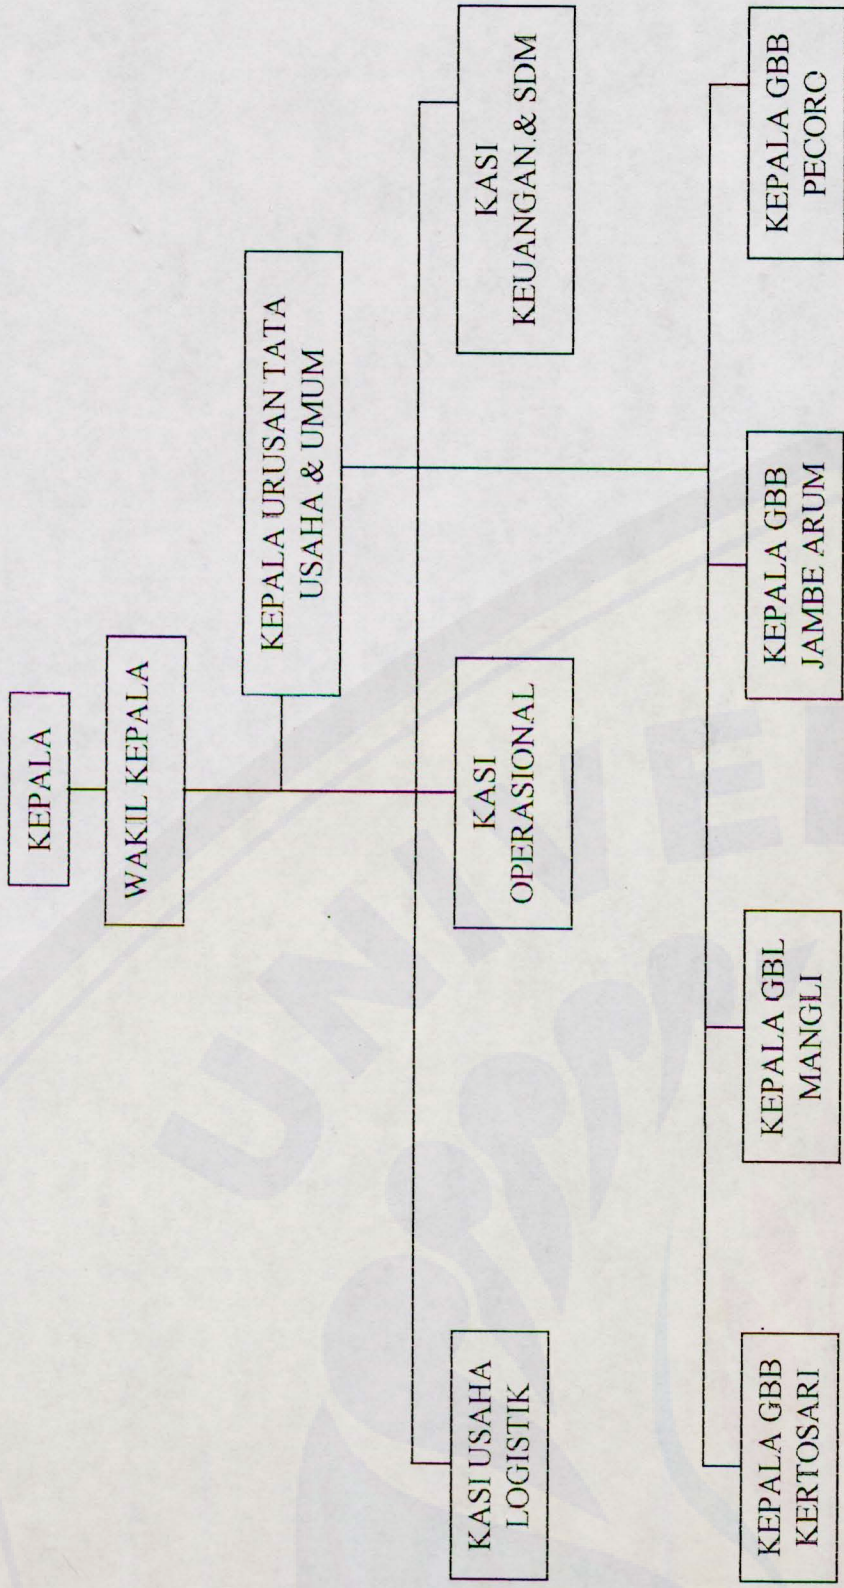 KEPALA
WAKIL KEPALA
KEPALA URUSAN TATA
USAHA & UMUM
KASI USAHA
LOGISTIK
KASI
OPERASIONAL
KASI
KEUANGAN.& SDM
KEPALA GBB
KERTOSARI
KEPALA GBL
MANGLI
KEPALA GBB
JAMBE ARUM
KEPALA GBB
PECORO
UNIVE